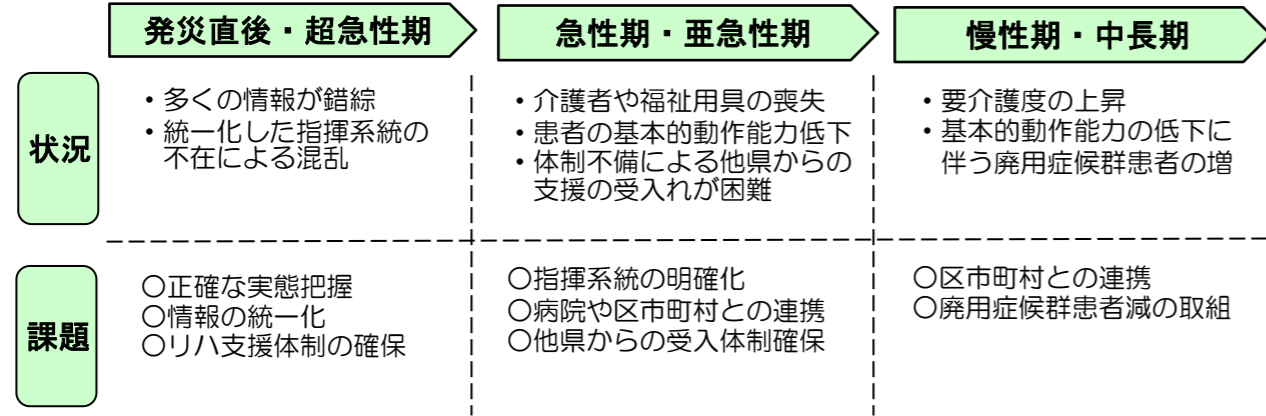 発災直後・超急性期
急性期・亜急性期
慢性期・中長期
状況
・多くの情報が錯綜
・統一化した指揮系統の
不在による混乱
・介護者や福祉用具の喪失
・患者の基本的動作能力低下
・体制不備による他県からの
支援の受入れが困難
・要介護度の上昇
・基本的動作能力の低下に
伴う廃用症候群患者の増
課題
〇正確な実態把握
〇情報の統一化
〇リハ支援体制の確保
〇指揮系統の明確化
〇病院や区市町村との連携
〇他県からの受入体制確保
〇区市町村との連携
〇廃用症候群患者減の取組